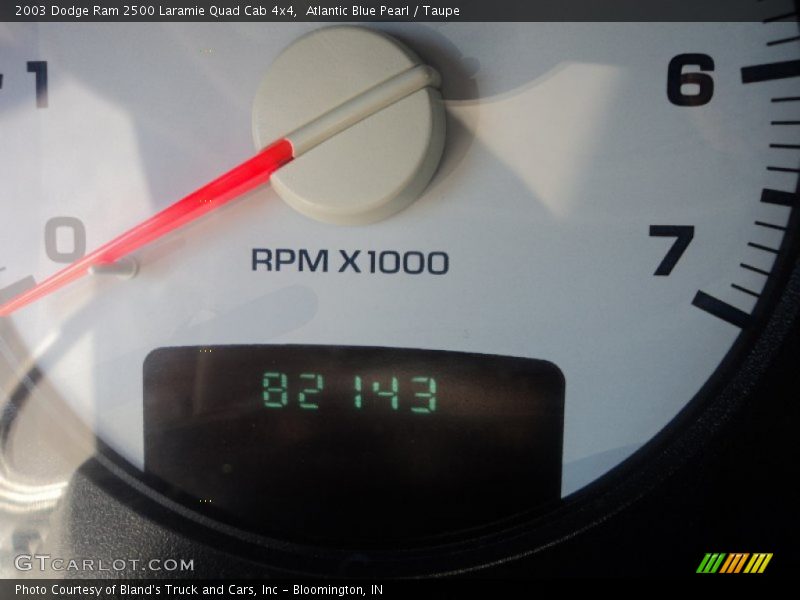 2003 Dodge Ram 2500 Laramie Quad Cab 4x4, Atlantic Blue Pearl / Taupe
1
6
0
7
RPM X1000
82143
GTCARLOT.COM
Photo Courtesy of Bland's Truck and Cars, Inc - Bloomington, IN